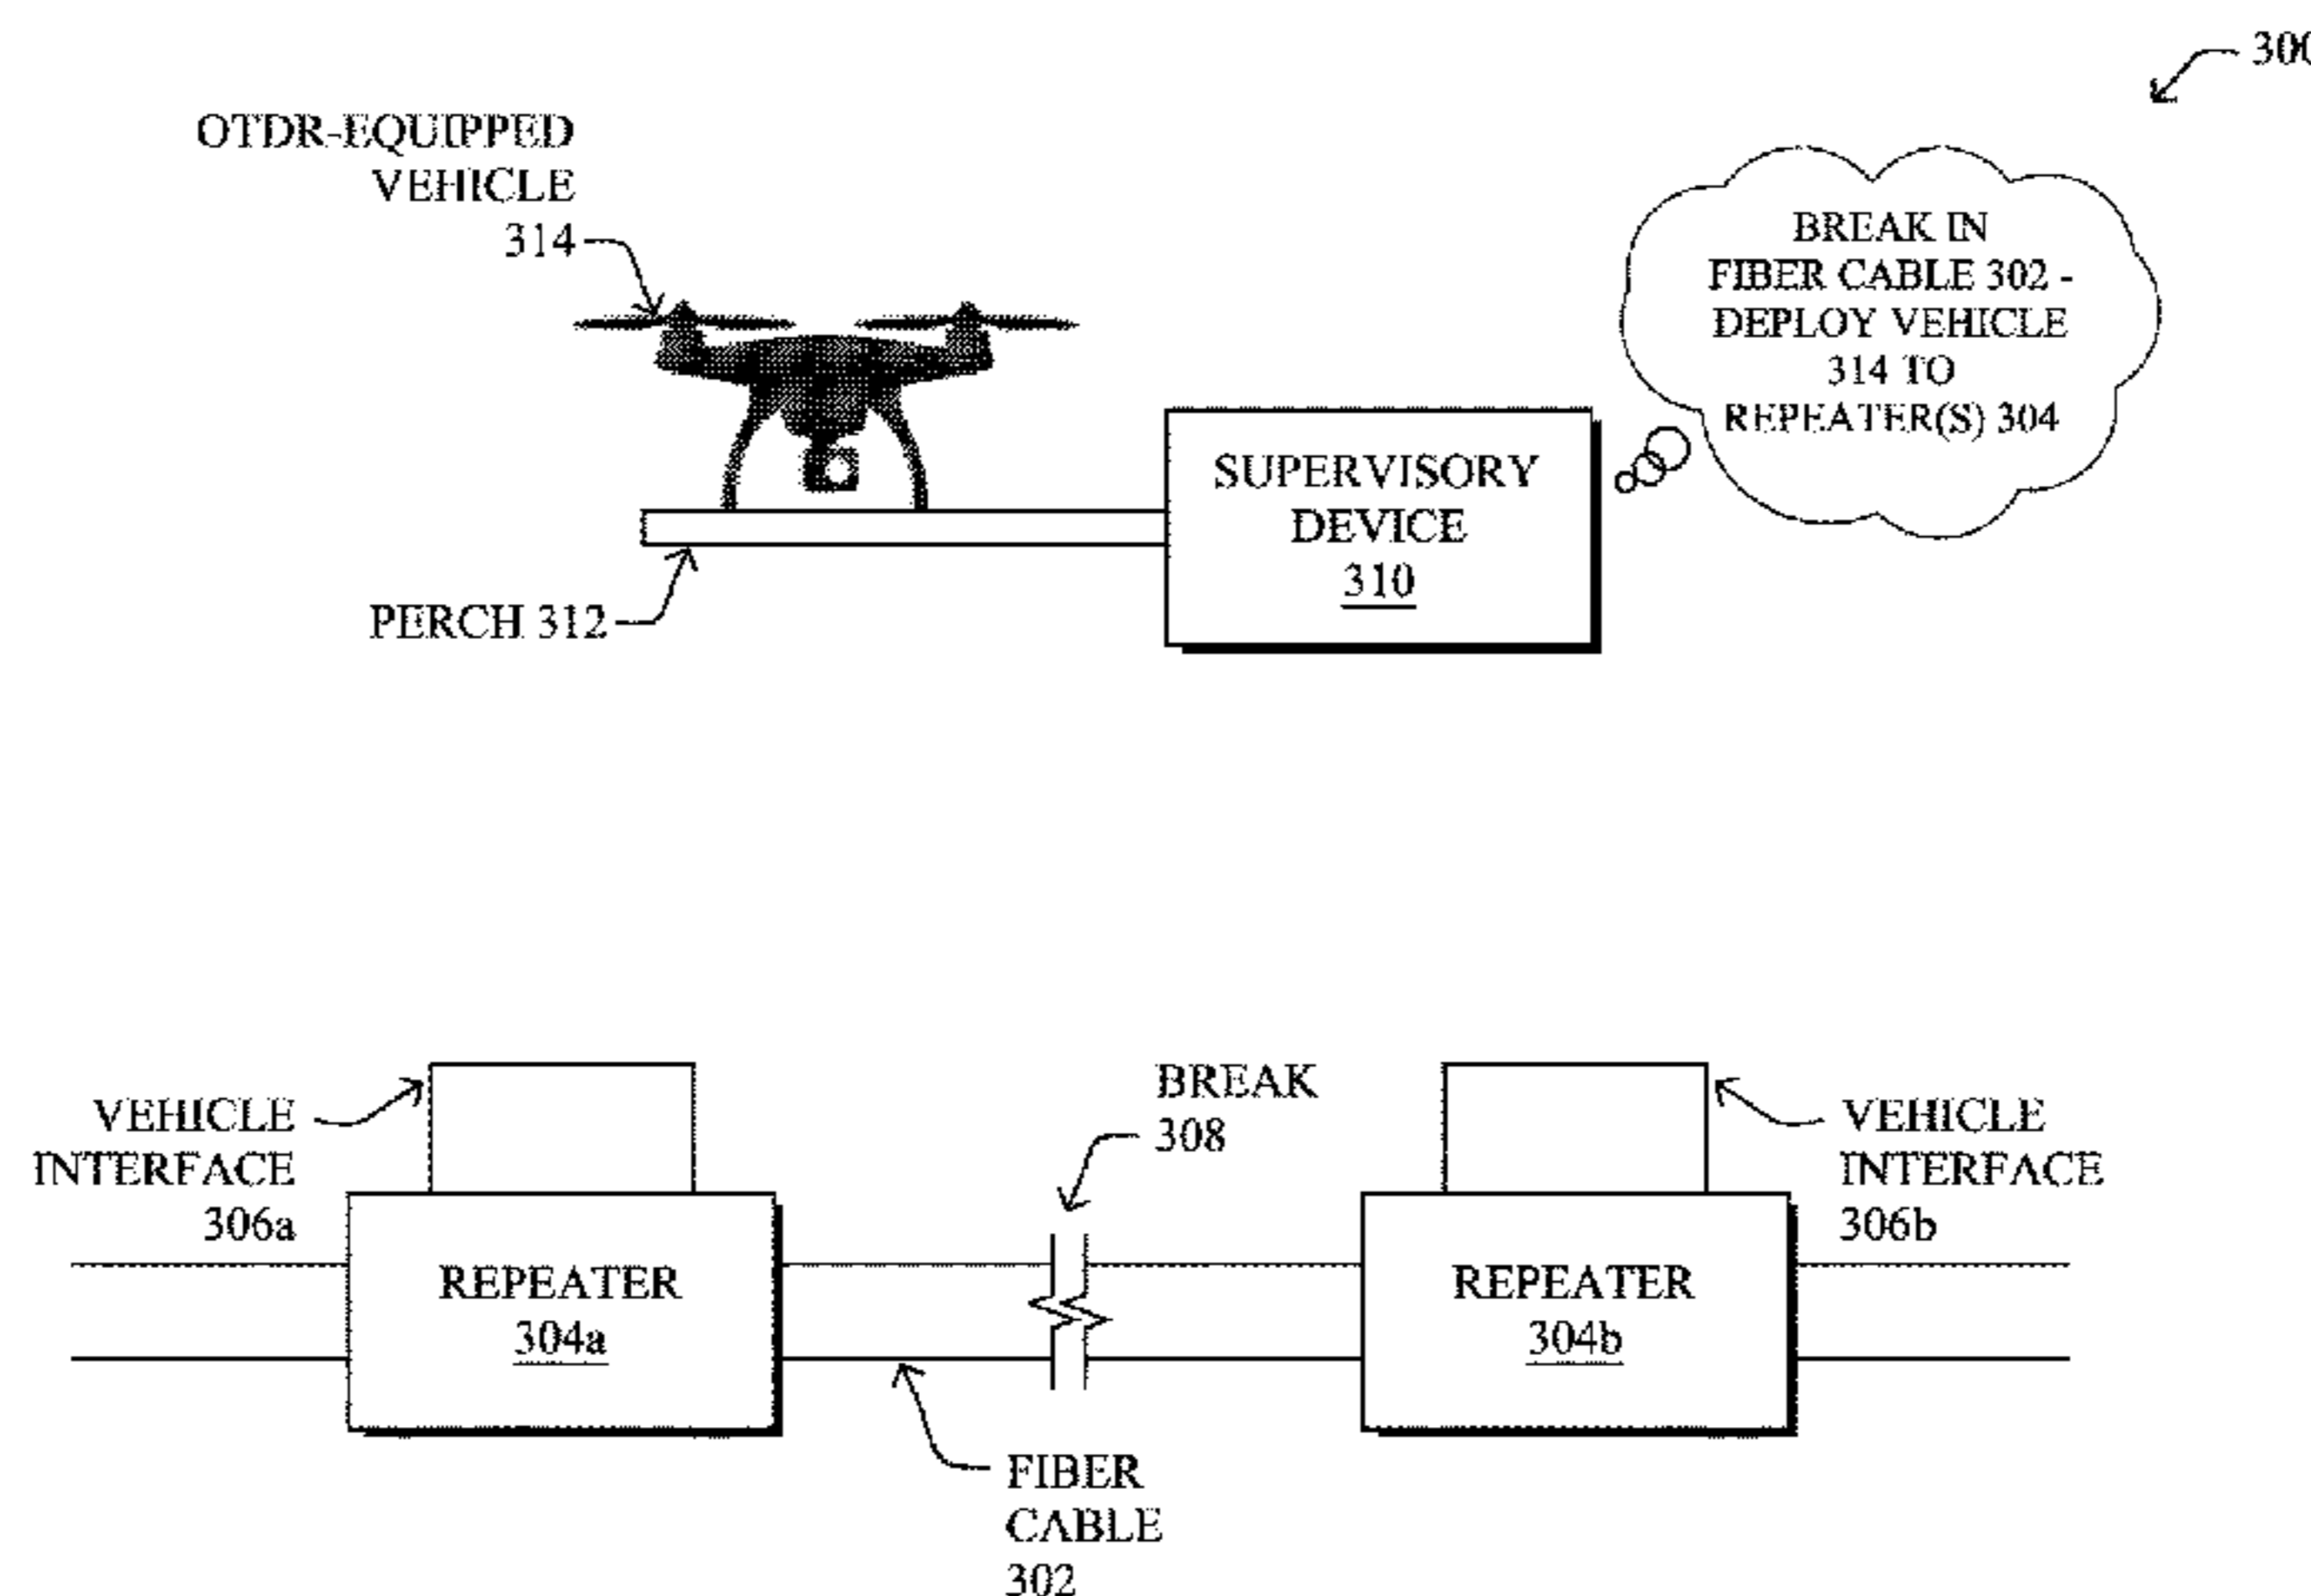 300
OTDR-EQUIPPED
VEHICLE
314
BREAK IN
FIBER CABLE 302 -
DEPLOY VEHICLE
314 TO
REPEATER(S) 304
SUPERVISORY
DEVICE
310
PERCH 312
VEHICLE
INTERFACE
306a
BREAK
308
VEHICLE
INTERFACE
306b
REPEATER
304a
REPEATER
304b
FIBER
CABLE
302